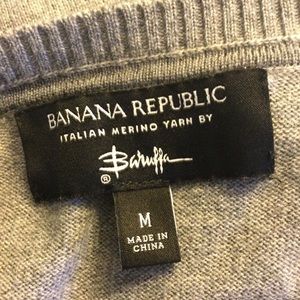 BANANA REPUBLIC
ITALIAN MERINO YARN BY
Baruffa
®
M
MADE IN
CHINA